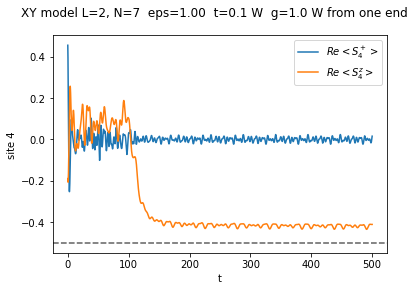 XY model L=2, N=7  eps=1.00  t=0.1 W  g=1.0 W from one end
Re<S_4^+>
Re<S_4^z>
0.4
0.2
0.0
−0.2
−0.4
site 4
0
100
200
300
400
500
t